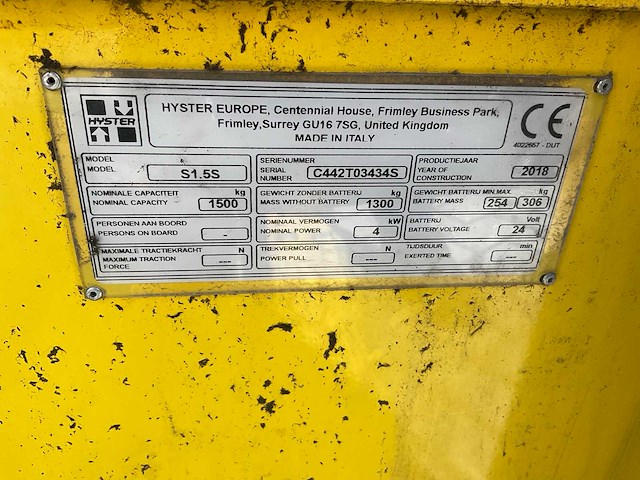 HYSTER
HYSTER EUROPE, Centennial House, Frimley Business Park,
Frimley, Surrey GU16 7SG, United Kingdom
MADE IN ITALY
CE
4022657 - DUT
MODEL
MODEL
S1.5S
SERIENUMMER
SERIAL NUMBER
C442T03434S
PRODUCTIEJAAR
YEAR OF CONSTRUCTION
2018
NOMINALE CAPACITEIT kg
NOMINAL CAPACITY
1500
GEWICHT ZONDER BATTERIJ kg
MASS WITHOUT BATTERY
1300
GEWICHT BATTERIJ MIN.MAX. kg
BATTERY MASS
254 306
PERSONEN AAN BOORD
PERSONS ON BOARD
-
NOMINAAL VERMOGEN kW
NOMINAL POWER
4
BATTERIJ Volt
BATTERY VOLTAGE
24
MAXIMALE TRACTIEKRACHT N
MAXIMUM TRACTION FORCE
---
TREKVERMOGEN N
POWER PULL
---
TIJDSDUUR min
EXERTED TIME
---